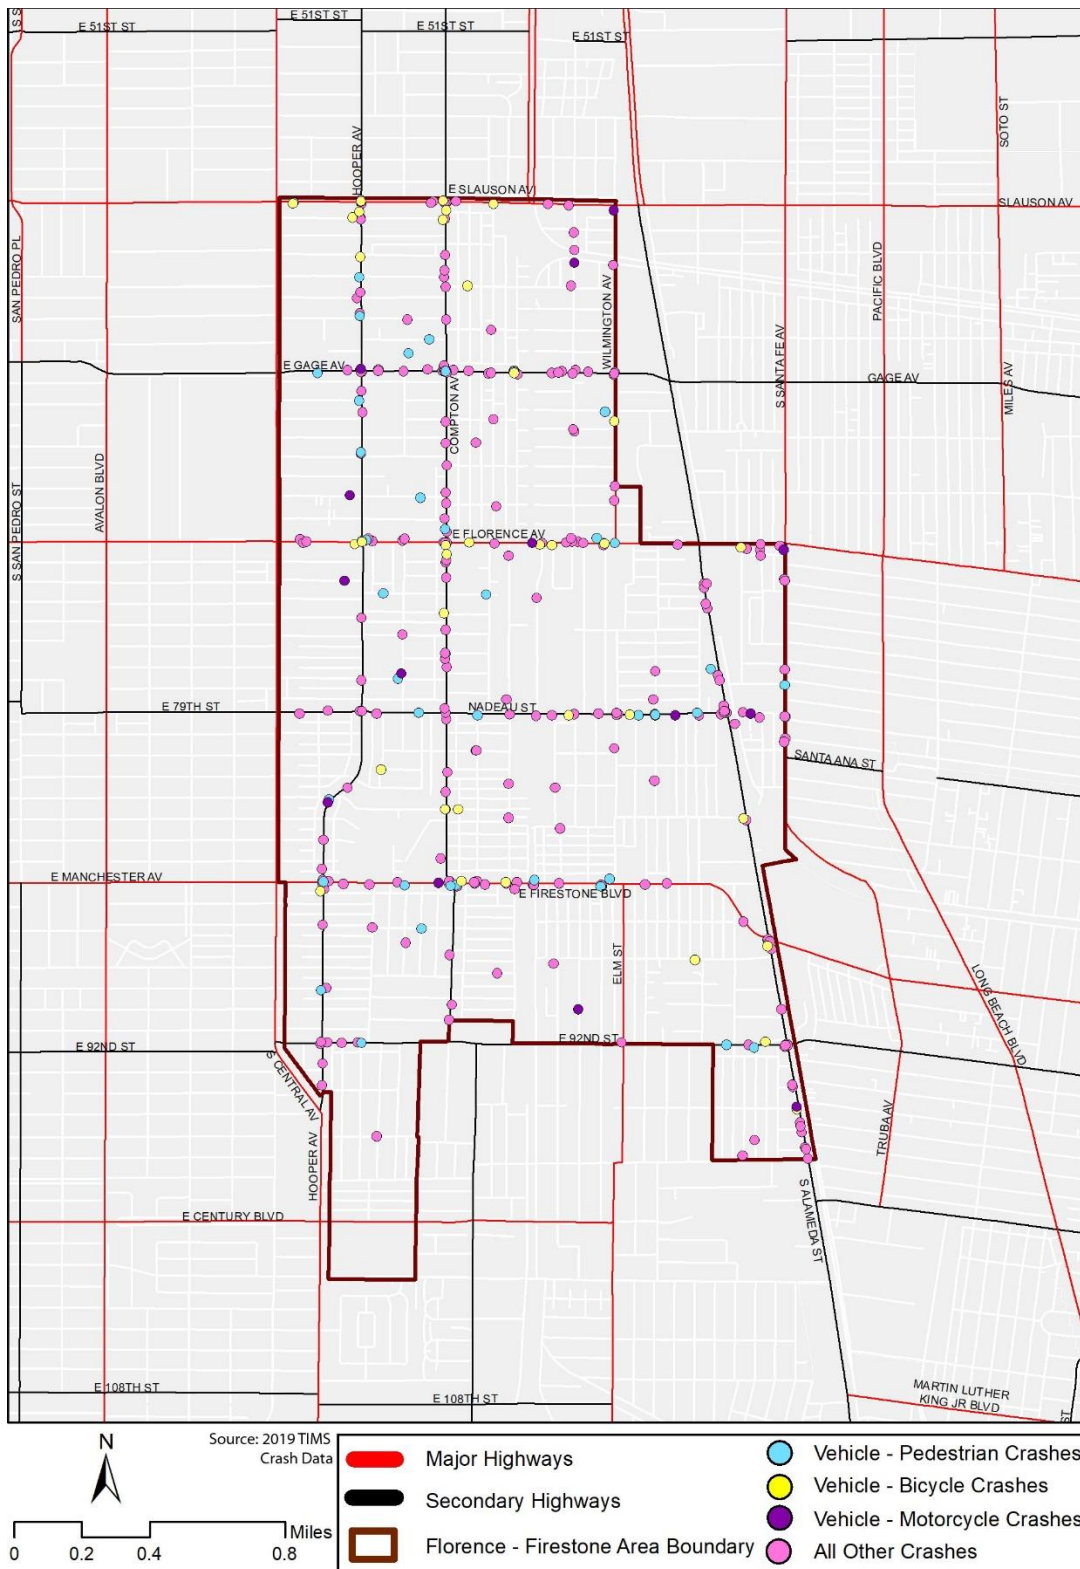 S S
E 51ST ST
E 51ST ST
E 51ST ST
E 51ST ST
SOTO ST
HOOPER AV
E SLAUSON AV
SLAUSON AV
SAN PEDRO PL
PACIFIC BLVD
WILMINGTON AV
S SANTA FE AV
E GAGE AV
GAGE AV
MILES AV
COMPTON AV
AVALON BLVD
S SAN PEDRO ST
E FLORENCE AV
E 79TH ST
NADEAU ST
SANTA ANA ST
E MANCHESTER AV
E FIRESTONE BLVD
ELM ST
LONG BEACH BLVD
E 92ND ST
E 92ND ST
S CENTRAL AV
TRUBA AV
HOOPER AV
S ALAMEDA ST
E CENTURY BLVD
E 108TH ST
E 108TH ST
MARTIN LUTHER
KING JR BLVD
ST
N
Source: 2019 TIMS
Crash Data
Miles
0 0.2 0.4 0.8
Major Highways
Secondary Highways
Florence - Firestone Area Boundary
Vehicle - Pedestrian Crashes
Vehicle - Bicycle Crashes
Vehicle - Motorcycle Crashes
All Other Crashes